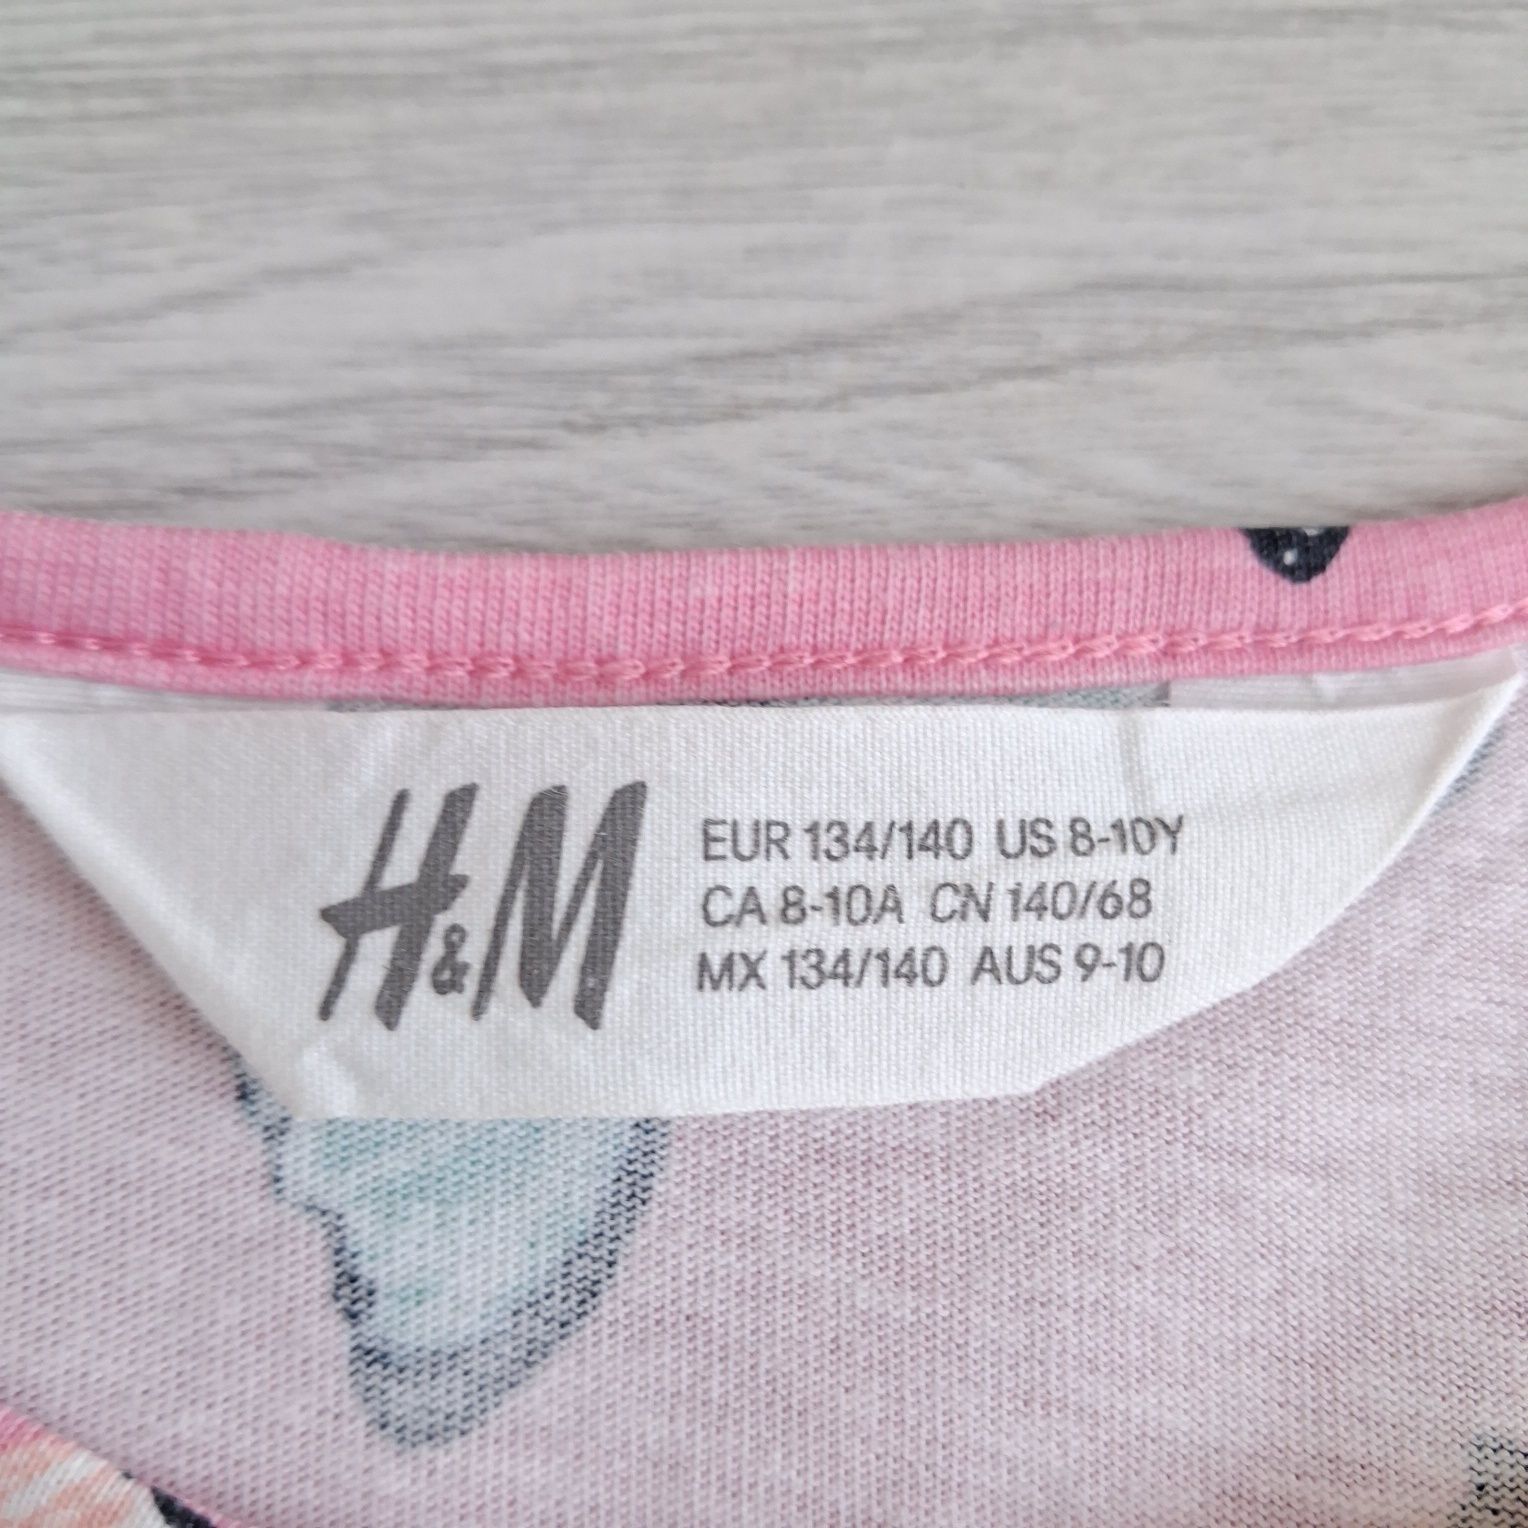 H&M
EUR 134/140 US 8-10Y
CA 8-10A CN 140/68
MX 134/140 AUS 9-10